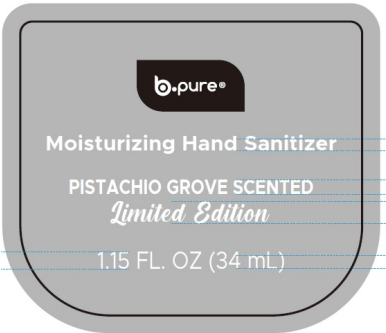 b.pure®
Moisturizing Hand Sanitizer
PISTACHIO GROVE SCENTED
Limited Edition
1.15 FL. OZ (34 mL)